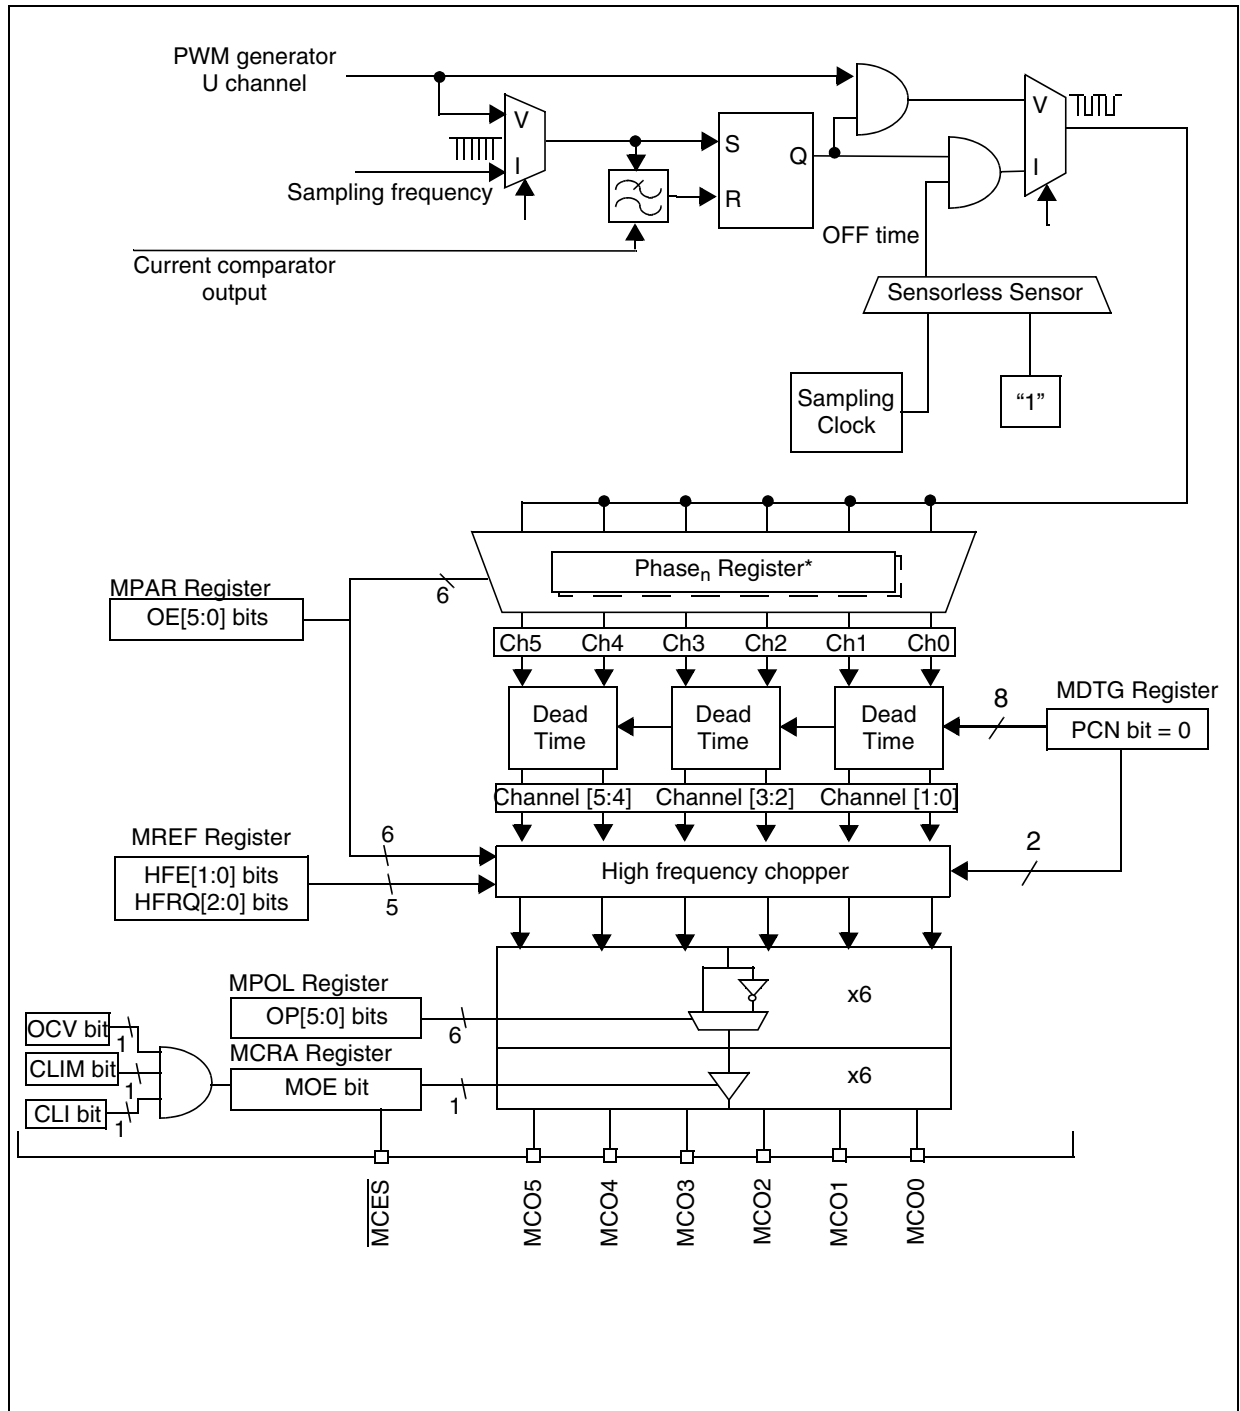 PWM generator
U channel
V
I
Sampling frequency
S
R
Q
V
I
OFF time
Current comparator
output
Sensorless Sensor
Sampling
Clock
“1”
Phasen Register*
MPAR Register
OE[5:0] bits
6
Ch5 Ch4 Ch3 Ch2 Ch1 Ch0
Dead
Time
Dead
Time
Dead
Time
8
MDTG Register
PCN bit = 0
Channel [5:4] Channel [3:2] Channel [1:0]
MREF Register
HFE[1:0] bits
HFRQ[2:0] bits
6
5
High frequency chopper
2
MPOL Register
OP[5:0] bits
6
x6
OCV bit
1
CLIM bit
1
CLI bit
1
MCRA Register
MOE bit
1
x6
MCES
MCO5
MCO4
MCO3
MCO2
MCO1
MCO0